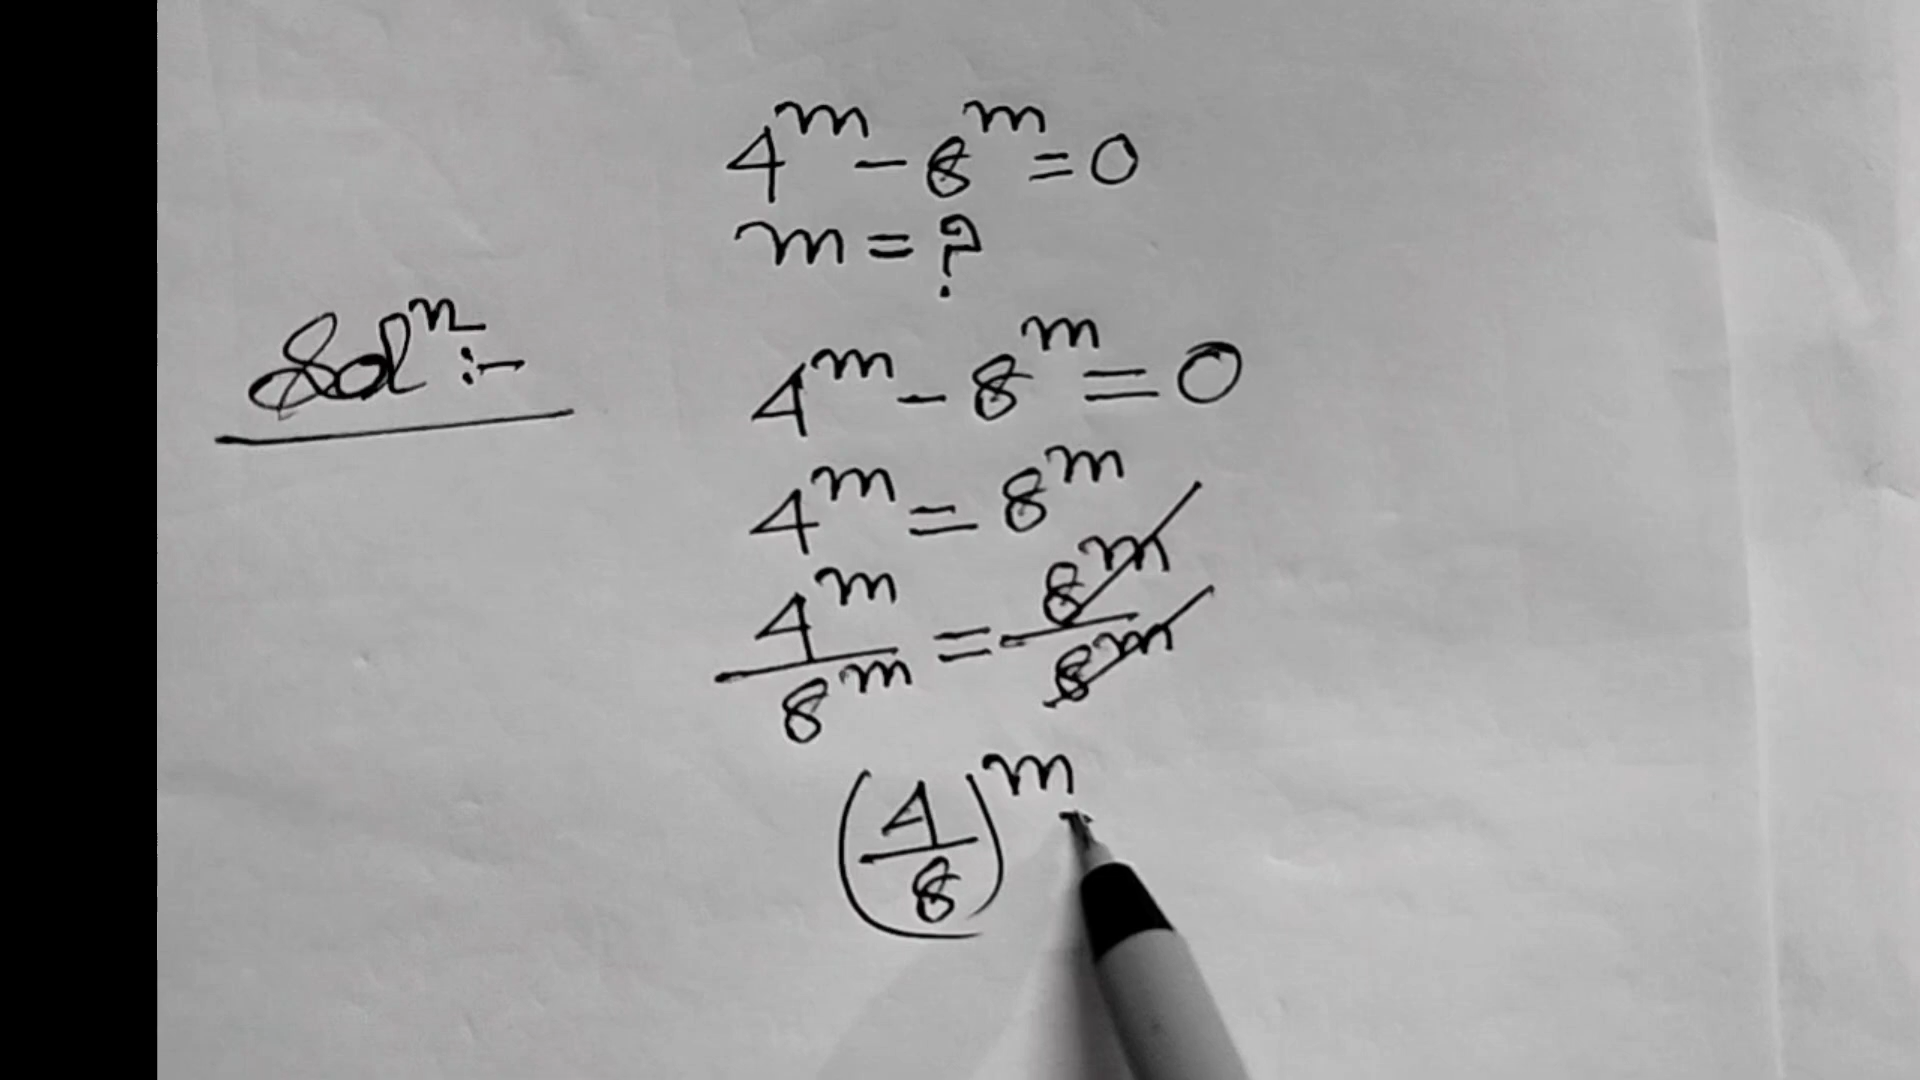 4^m - 8^m = 0
m = ?
Sol^n :-
4^m - 8^m = 0
4^m = 8^m
4^m/8^m = 8^m/8^m
(4/8)^m